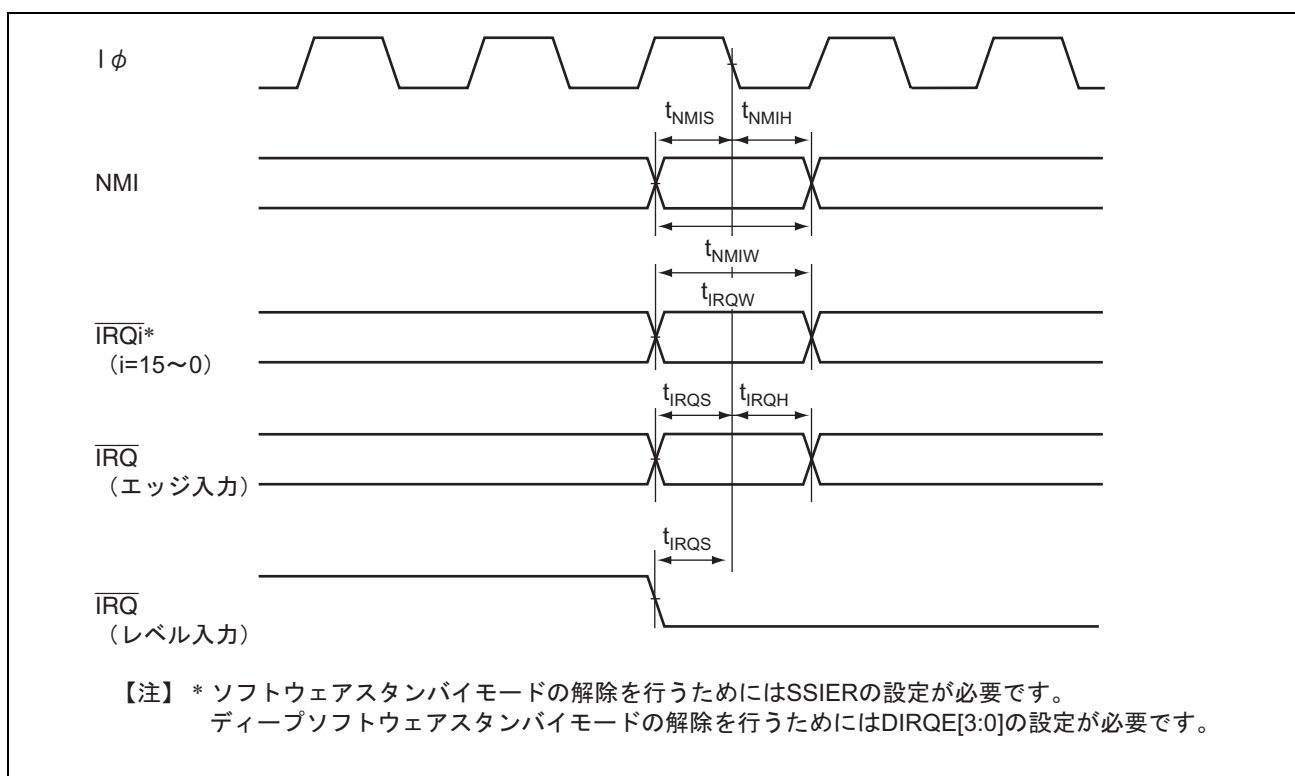 I φ
tNMIS tNMIH
NMI
tNMIW
tIRQW
IRQi*
（i=15～0）
tIRQS tIRQH
IRQ
（エッジ入力）
tIRQS
IRQ
（レベル入力）
【注】 * ソフトウェアスタンバイモードの解除を行うためにはSSIERの設定が必要です。
ディープソフトウェアスタンバイモードの解除を行うためにはDIRQE[3:0]の設定が必要です。